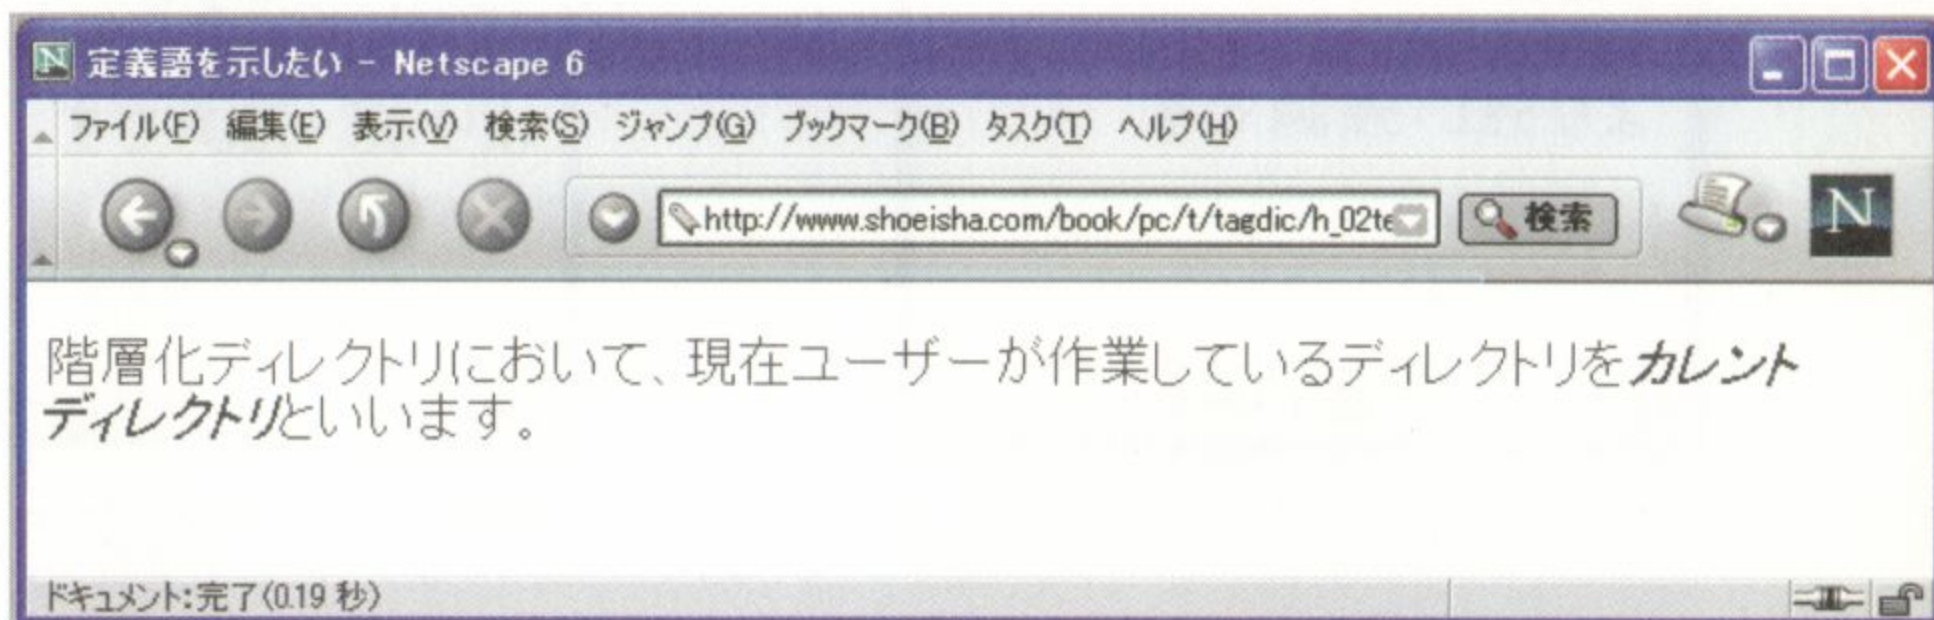 定義語を示したい - Netscape 6
ファイル(F) 編集(E) 表示(V) 検索(S) ジャンプ(G) ブックマーク(B) タスク(T) ヘルプ(H)
http://www.shoeisha.com/book/pc/t/tagdic/h_02te 検索 N
階層化ディレクトリにおいて、現在ユーザーが作業しているディレクトリをカレント
ディレクトリといいます。
ドキュメント:完了(0.19 秒)